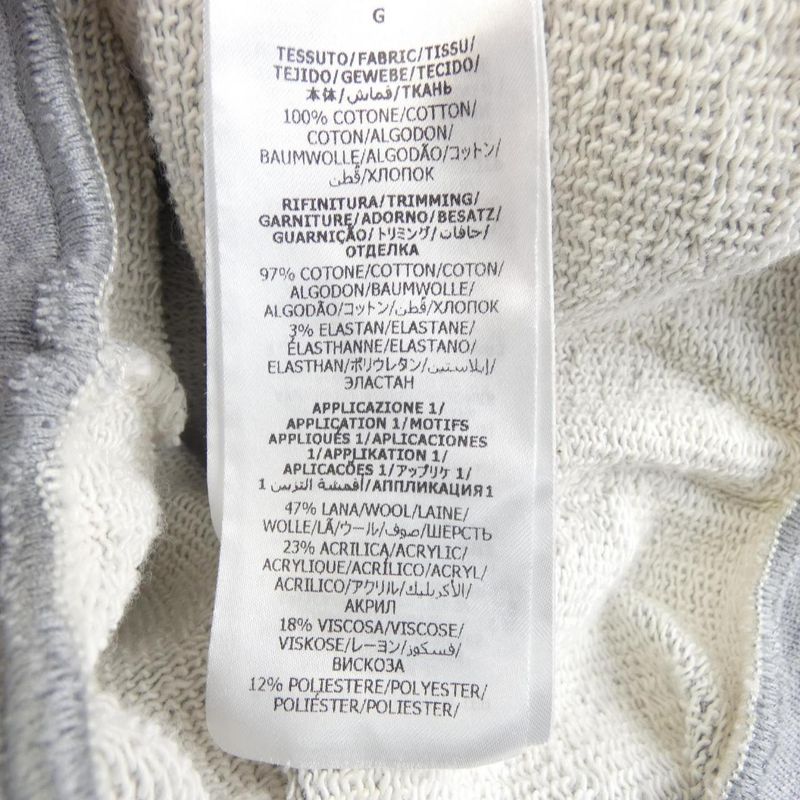 G
TESSUTO/FABRIC/TISSU/
TEJIDO/GEWEBE/TECIDO/
本体/قماش/ТКАНЬ
100% COTONE/COTTON/
COTON/ALGODON/
BAUMWOLLE/ALGODÃO/コットン/
قطن/ХЛОПОК
RIFINITURA/TRIMMING/
GARNITURE/ADORNO/BESATZ/
GUARNIÇÃO/トリミング/حافات/
ОТДЕЛКА
97% COTONE/COTTON/COTON/
ALGODON/BAUMWOLLE/
ALGODÃO/コットン/قطن/ХЛОПОК
3% ELASTAN/ELASTANE/
ÉLASTHANNE/ELASTANO/
ELASTHAN/ポリウレタン/إيلاستين/
ЭЛАСТАН
APPLICAZIONE 1/
APPLICATION 1/MOTIFS
APPLIQUÉS 1/APLICACIONES
1/APPLIKATION 1/
APLICACÕES 1/アップリケ 1/
أقمشة التزيين 1/АППЛИКАЦИЯ1
47% LANA/WOOL/LAINE/
WOLLE/LÃ/ウール/صوف/ШЕРСТЬ
23% ACRILICA/ACRYLIC/
ACRYLIQUE/ACRÍLICO/ACRYL/
ACRILICO/アクリル/الأكريليك/
АКРИЛ
18% VISCOSA/VISCOSE/
VISKOSE/レーヨン/فسكوز/
ВИСКОЗА
12% POLIESTERE/POLYESTER/
POLIÉSTER/POLIESTER/